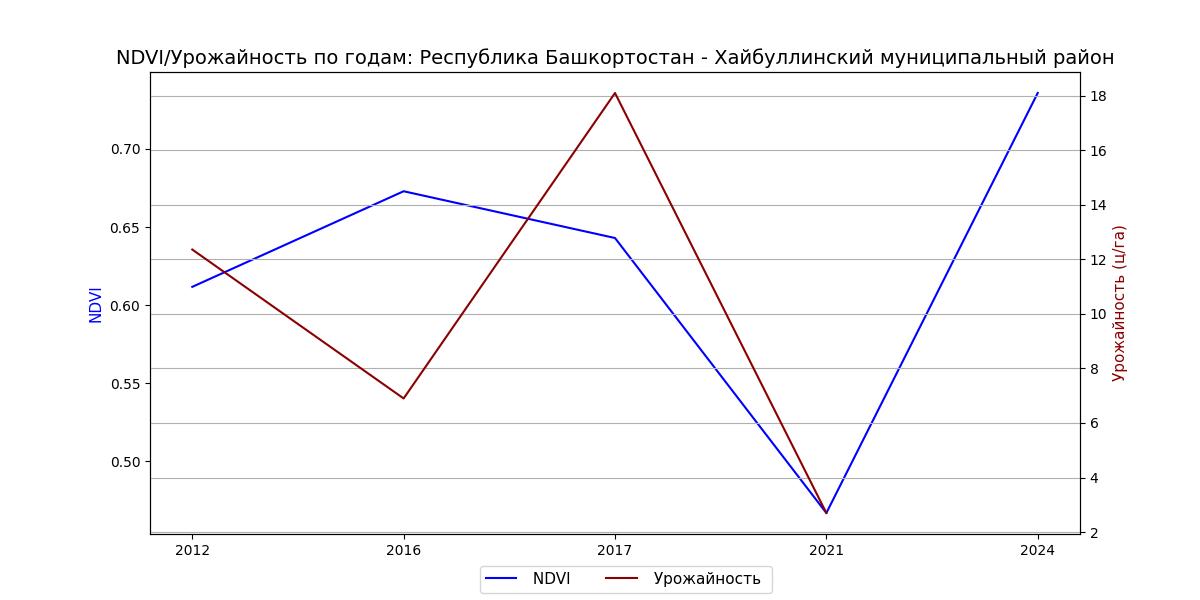 NDVI/Урожайность по годам: Республика Башкортостан - Хайбуллинский муниципальный район
NDVI
0.70
0.65
0.60
0.55
0.50
18
16
14
12
10
8
6
4
2
Урожайность (ц/га)
2012 2016 2017 2021 2024
NDVI Урожайность